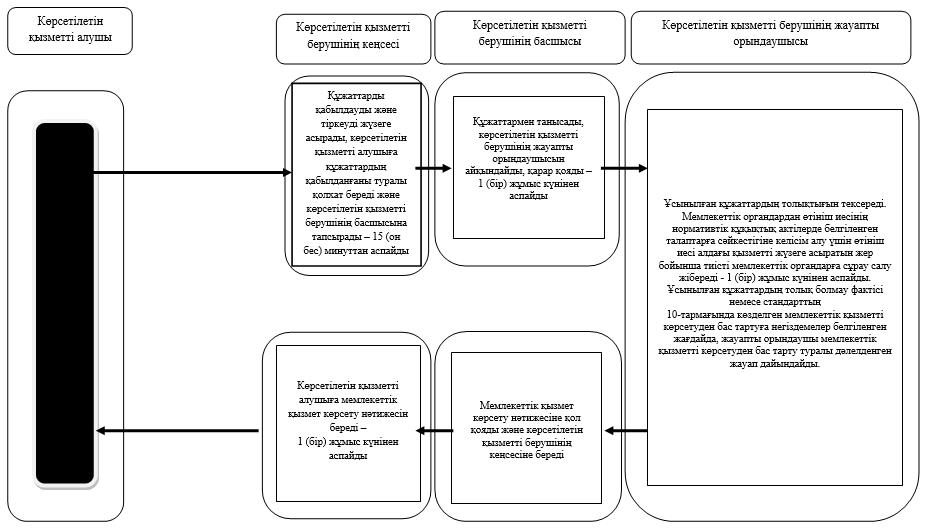 Көрсетілетін
қызметті алушы
Көрсетілетін қызметті
берушінің кеңсесі
Көрсетілетін қызметті
берушінің басшысы
Көрсетілетін қызметті берушінің жауапты
орындаушысы
Құжаттарды
қабылдауды және
тіркеуді жүзеге
асырады, көрсетілетін
қызметті алушыға
құжаттардың
қабылданғаны туралы
қолхат береді және
көрсетілетін қызметті
берушінің басшысына
тапсырады – 15 (он
бес) минуттан аспайды
Құжаттармен танысады,
көрсетілетін қызметті
берушінің жауапты
орындаушысын
айқындайды, қарар қояды –
1 (бір) жұмыс күнінен
аспайды
Ұсынылған құжаттардың толықтығын тексереді.
Мемлекеттік органдардан өтініш иесінің
нормативтік құқықтық актілерде белгіленген
талаптарға сәйкестігіне келісім алу үшін өтініш
иесі алдағы қызметті жүзеге асыратын жер
бойынша тиісті мемлекеттік органдарға сұрау салу
жібереді - 1 (бір) жұмыс күнінен аспайды.
Ұсынылған құжаттардың толық болмау фактісі
немесе стандарттың
10-тармағында көзделген мемлекеттік қызметті
көрсетуден бас тартуға негіздемелер белгіленген
жағдайда, жауапты орындаушы мемлекеттік
қызметті көрсетуден бас тарту туралы дәлелденген
жауап дайындайды.
Көрсетілетін қызметті
алушыға мемлекеттік
қызмет көрсету нәтижесін
береді –
1 (бір) жұмыс күнінен
аспайды
Мемлекеттік қызмет
көрсету нәтижесіне қол
қояды және көрсетілетін
қызметті берушінің
кеңсесіне береді